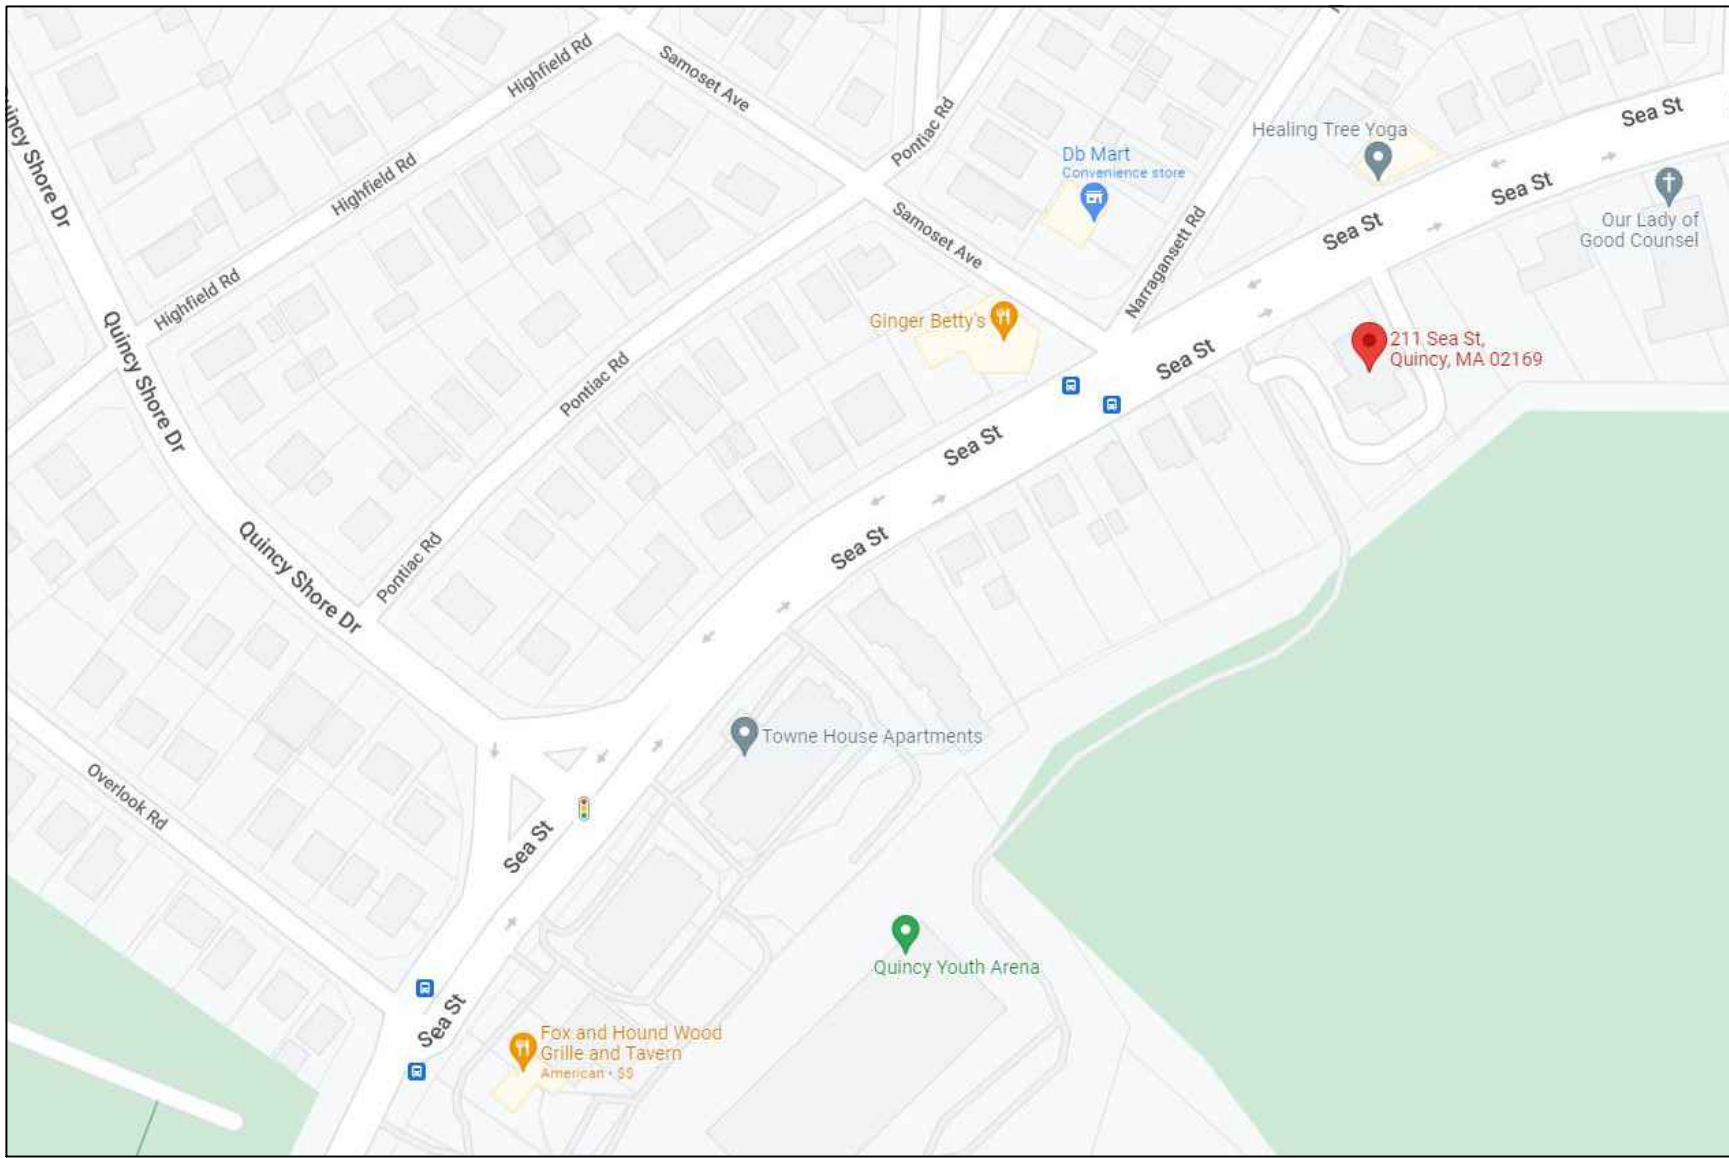 Highfield Rd
Samoset Ave
Sea St
Pontiac Rd
Healing Tree Yoga
Db Mart
Convenience store
Quincy Shore Dr
Highfield Rd
Sea St
Our Lady of
Good Counsel
Samoset Ave
Narragansett Rd
Sea St
Highfield Rd
Ginger Betty's
211 Sea St,
Quincy, MA 02169
Quincy Shore Dr
Sea St
Pontiac Rd
Sea St
Sea St
Quincy Shore Dr
Pontiac Rd
Towne House Apartments
Overlook Rd
Sea St
Quincy Youth Arena
Sea St
Fox and Hound Wood
Grille and Tavern
American · $$